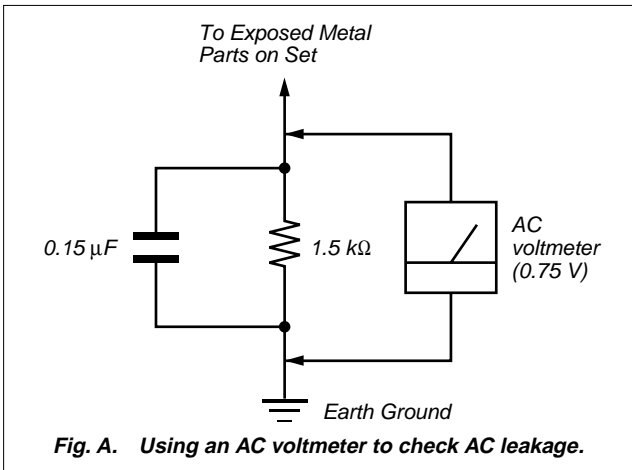 To Exposed Metal
Parts on Set
0.15 µF
1.5 kΩ
AC
voltmeter
(0.75 V)
Earth Ground
Fig. A. Using an AC voltmeter to check AC leakage.